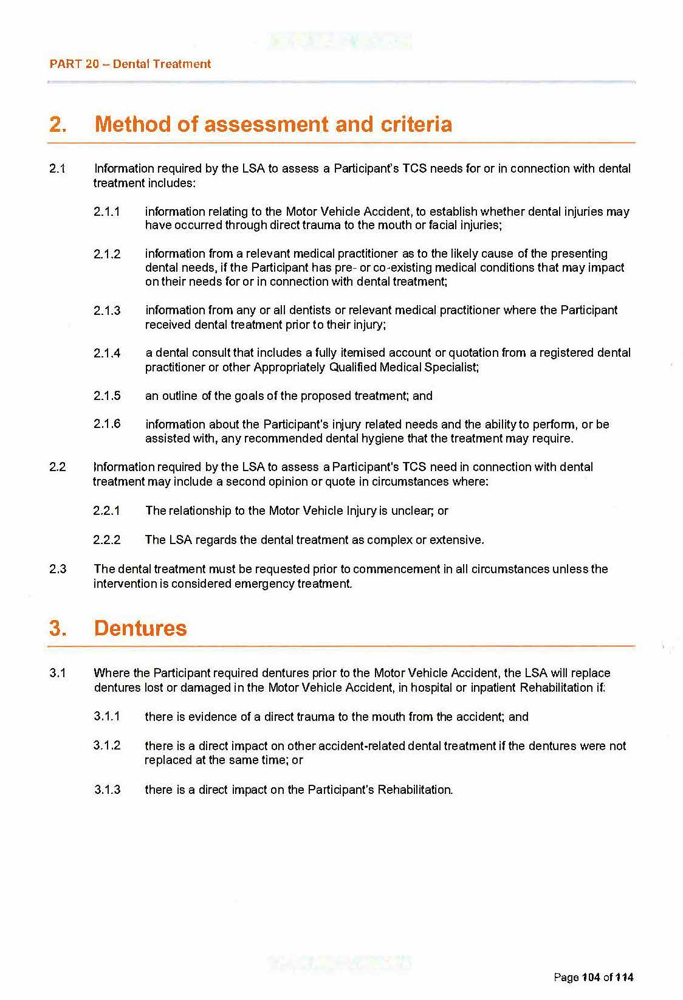 PART 20 – Dental Treatment
2. Method of assessment and criteria
2.1 Information required by the LSA to assess a Participant's TCS needs for or in connection with dental
treatment includes:
2.1.1 information relating to the Motor Vehicle Accident, to establish whether dental injuries may
have occurred through direct trauma to the mouth or facial injuries;
2.1.2 information from a relevant medical practitioner as to the likely cause of the presenting
dental needs, if the Participant has pre- or co-existing medical conditions that may impact
on their needs for or in connection with dental treatment;
2.1.3 information from any or all dentists or relevant medical practitioner where the Participant
received dental treatment prior to their injury;
2.1.4 a dental consult that includes a fully itemised account or quotation from a registered dental
practitioner or other Appropriately Qualified Medical Specialist;
2.1.5 an outline of the goals of the proposed treatment; and
2.1.6 information about the Participant's injury related needs and the ability to perform, or be
assisted with, any recommended dental hygiene that the treatment may require.
2.2 Information required by the LSA to assess a Participant's TCS need in connection with dental
treatment may include a second opinion or quote in circumstances where:
2.2.1 The relationship to the Motor Vehicle Injury is unclear; or
2.2.2 The LSA regards the dental treatment as complex or extensive.
2.3 The dental treatment must be requested prior to commencement in all circumstances unless the
intervention is considered emergency treatment.
3. Dentures
3.1 Where the Participant required dentures prior to the Motor Vehicle Accident, the LSA will replace
dentures lost or damaged in the Motor Vehicle Accident, in hospital or inpatient Rehabilitation if:
3.1.1 there is evidence of a direct trauma to the mouth from the accident; and
3.1.2 there is a direct impact on other accident-related dental treatment if the dentures were not
replaced at the same time; or
3.1.3 there is a direct impact on the Participant's Rehabilitation.
Page 104 of 114